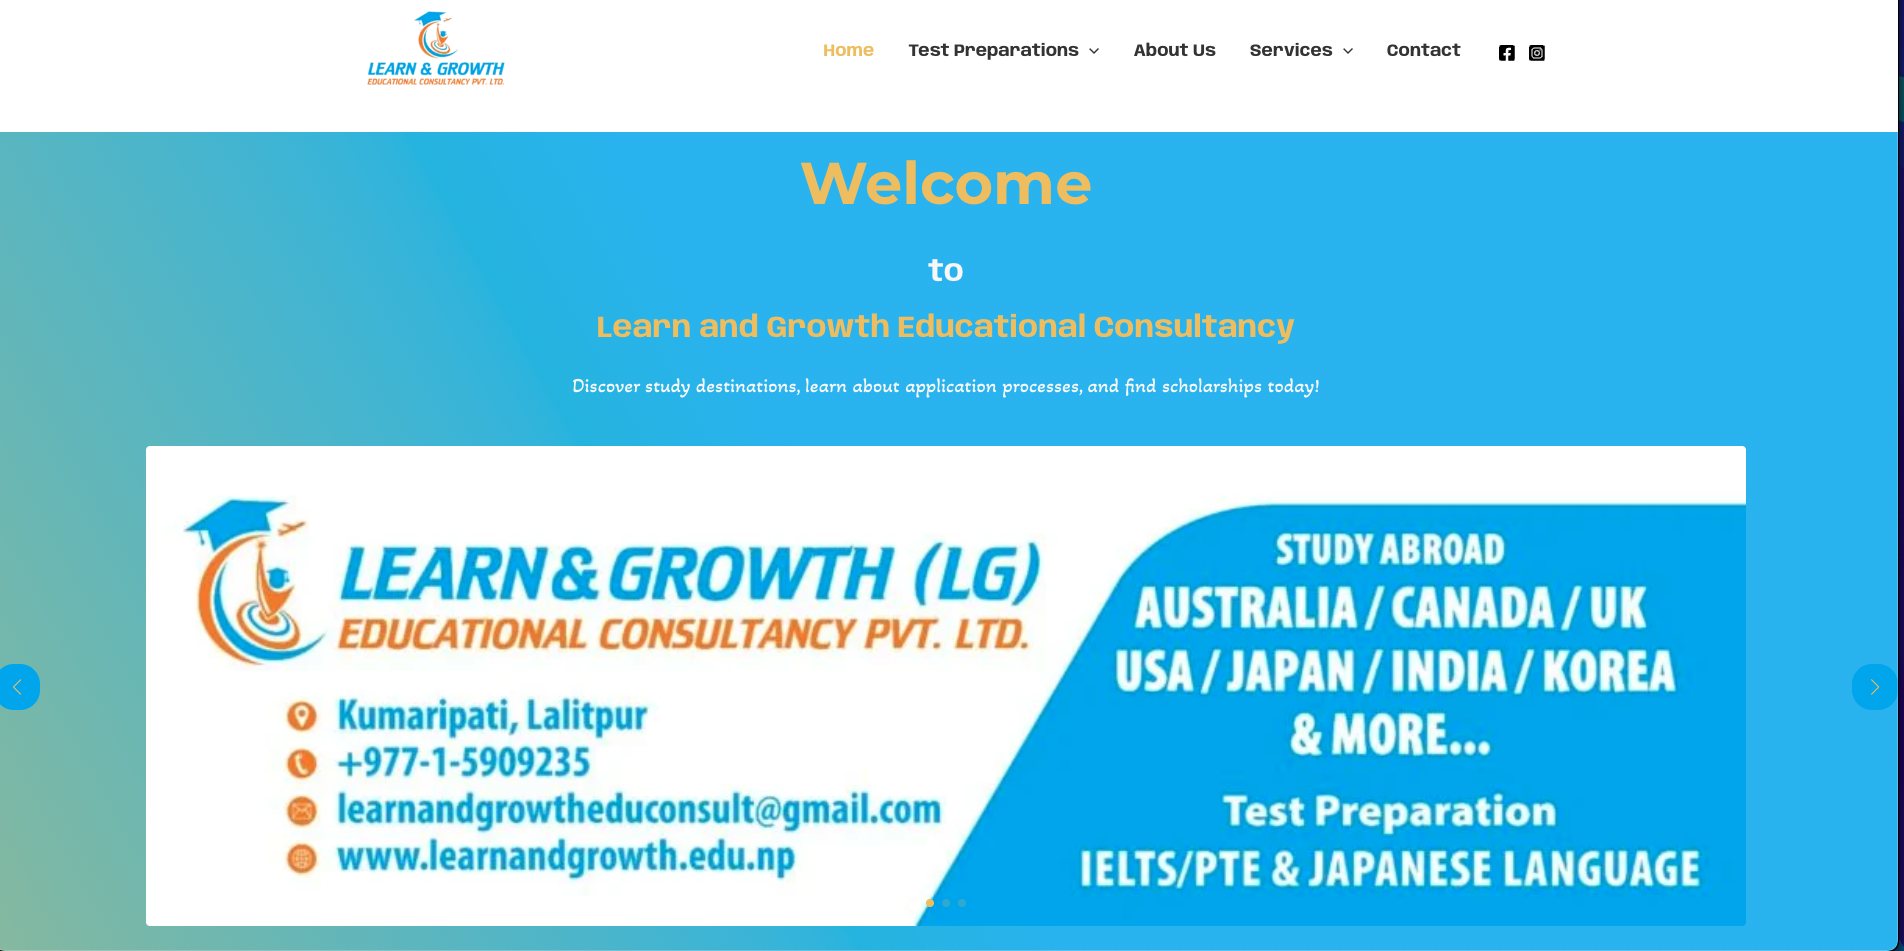 LEARN & GROWTH
EDUCATIONAL CONSULTANCY PVT. LTD.
Home Test Preparations About Us Services Contact
Welcome
to
Learn and Growth Educational Consultancy
Discover study destinations, learn about application processes, and find scholarships today!
LEARN & GROWTH (LG)
EDUCATIONAL CONSULTANCY PVT. LTD.
Kumaripati, Lalitpur
+977-1-5909235
learnandgrowtheduconsult@gmail.com
www.learnandgrowth.edu.np
STUDY ABROAD
AUSTRALIA / CANADA / UK
USA / JAPAN / INDIA / KOREA
& MORE...
Test Preparation
IELTS/PTE & JAPANESE LANGUAGE